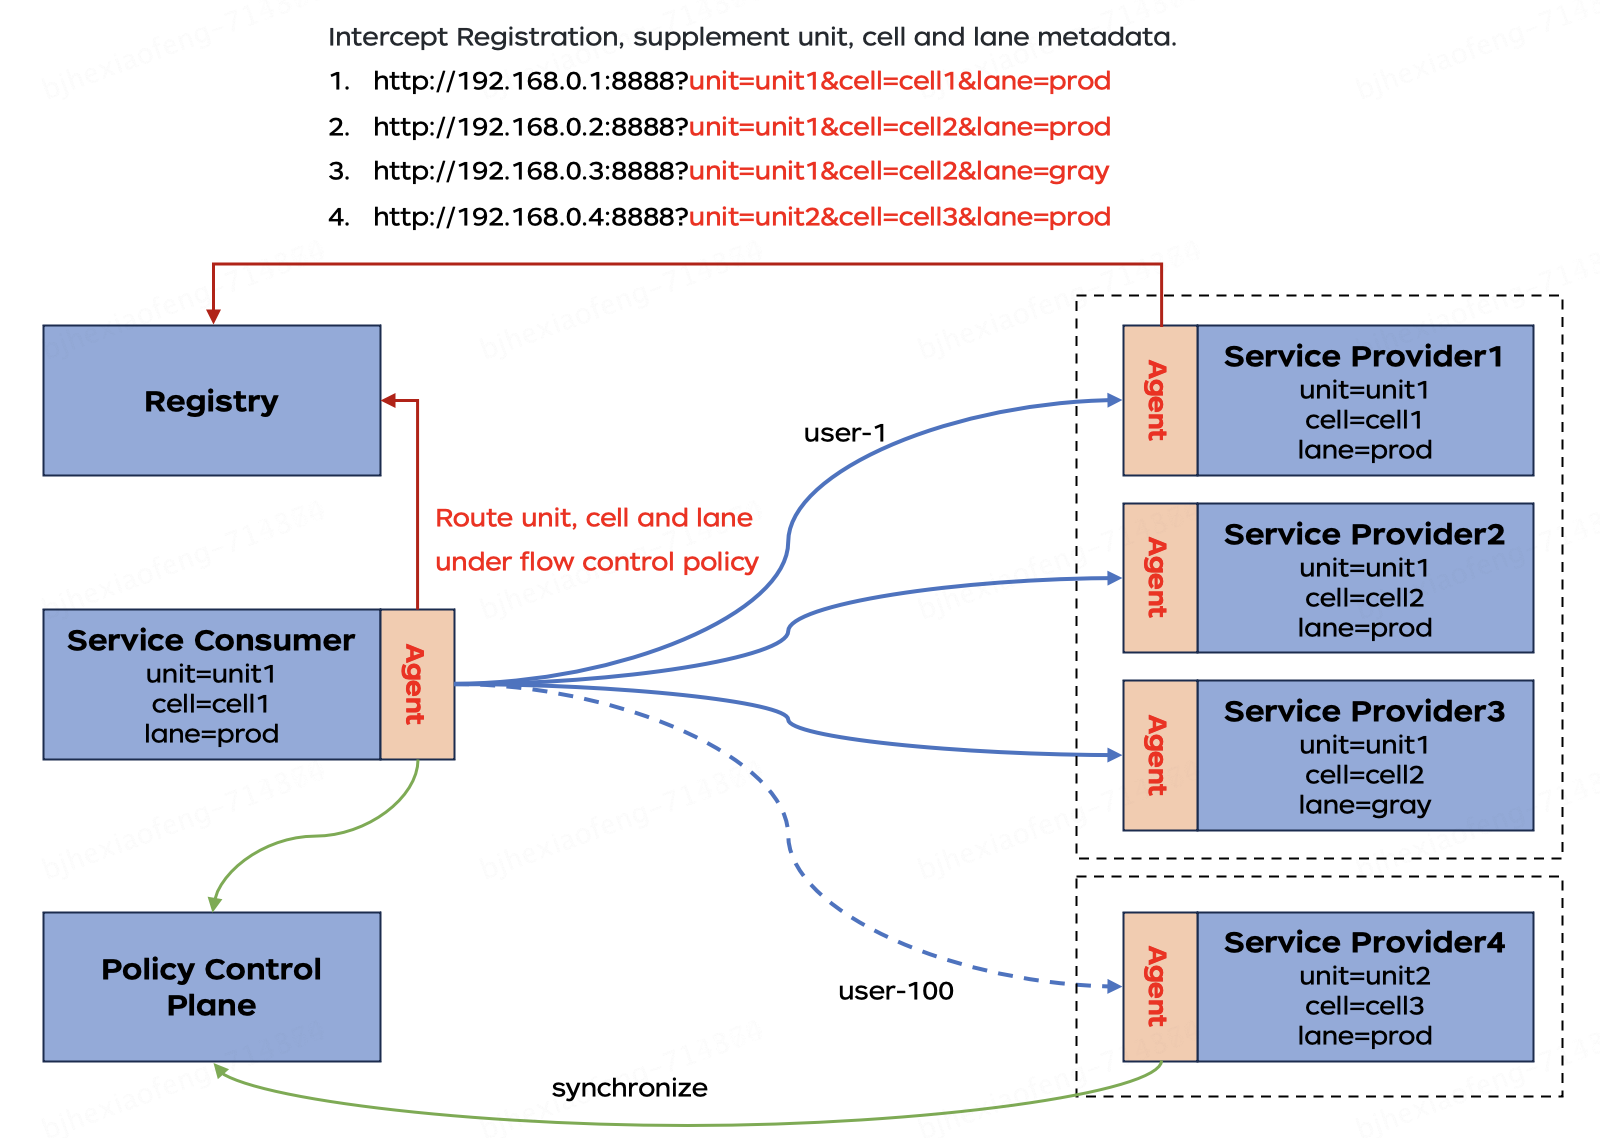 Intercept Registration, supplement unit, cell and lane metadata.
1. http://192.168.0.1:8888?unit=unit1&cell=cell1&lane=prod
2. http://192.168.0.2:8888?unit=unit1&cell=cell2&lane=prod
3. http://192.168.0.3:8888?unit=unit1&cell=cell2&lane=gray
4. http://192.168.0.4:8888?unit=unit2&cell=cell3&lane=prod
Registry
user-1
Agent
Service Provider1
unit=unit1
cell=cell1
lane=prod
Route unit, cell and lane
under flow control policy
Agent
Service Provider2
unit=unit1
cell=cell2
lane=prod
Service Consumer
unit=unit1
cell=cell1
lane=prod
Agent
Agent
Service Provider3
unit=unit1
cell=cell2
lane=gray
Policy Control
Plane
user-100
Agent
Service Provider4
unit=unit2
cell=cell3
lane=prod
synchronize
bjhexiaofeng-714374